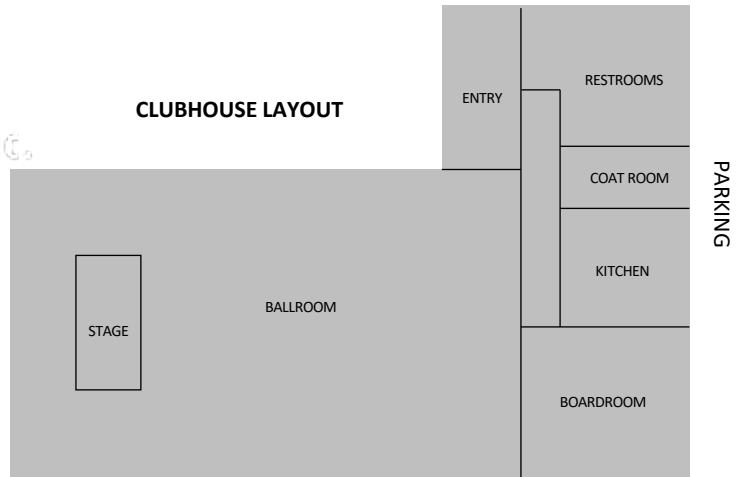 ENTRY
RESTROOMS
CLUBHOUSE LAYOUT
COAT ROOM
PARKING
KITCHEN
BALLROOM
STAGE
BOARDROOM